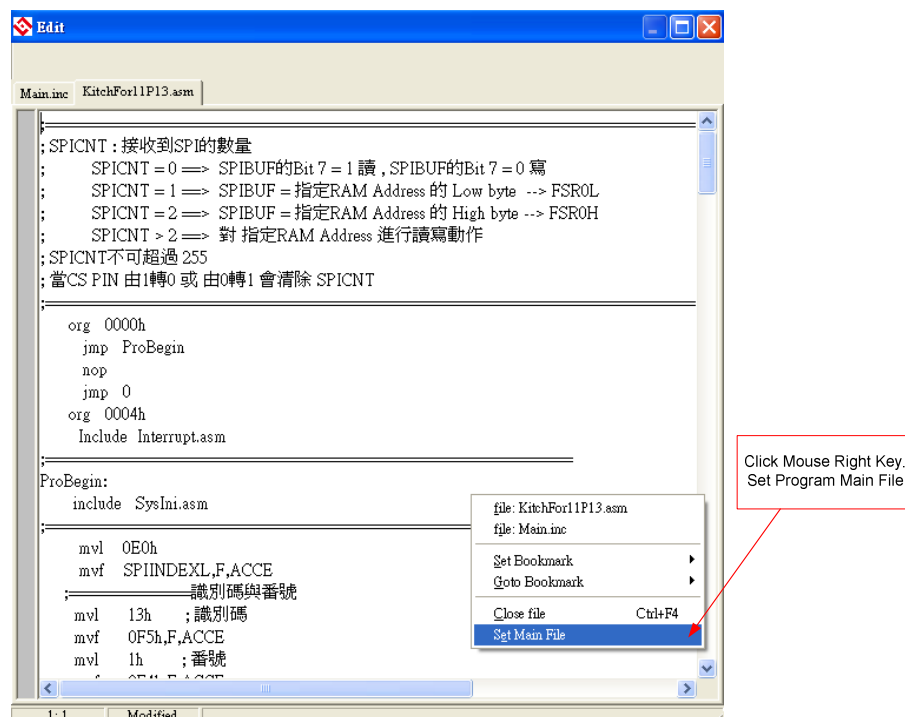 Edit
Main.inc KitchFor11P13.asm
;
; SPICNT : 接收到SPI的數量
; SPICNT = 0 ==> SPIBUF的Bit 7 = 1 讀 , SPIBUF的Bit 7 = 0 寫
; SPICNT = 1 ==> SPIBUF = 指定RAM Address 的 Low byte --> FSR0L
; SPICNT = 2 ==> SPIBUF = 指定RAM Address 的 High byte --> FSR0H
; SPICNT > 2 ==> 對 指定RAM Address 進行讀寫動作
; SPICNT不可超過 255
; 當CS PIN 由1轉0 或 由0轉1 會清除 SPICNT
;
org 0000h
jmp ProBegin
nop
jmp 0
org 0004h
Include Interrupt.asm
;
ProBegin:
include SysIni.asm
;
mvl 0E0h
mvf SPIINDEXL,F,ACCE
;識別碼與番號
mvl 13h ; 識別碼
mvf 0F5h,F,ACCE
mvl 1h ; 番號
file: KitchFor11P13.asm
file: Main.inc
Set Bookmark
Goto Bookmark
Close file Ctrl+F4
Set Main File
Click Mouse Right Key.
Set Program Main File
1: 1 Modified